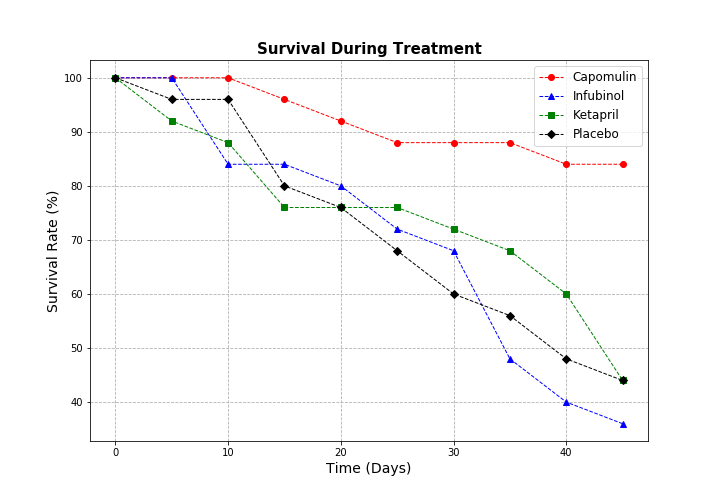 Survival During Treatment
Capomulin
Infubinol
Ketapril
Placebo
Survival Rate (%)
100
90
80
70
60
50
40
0 10 20 30 40
Time (Days)